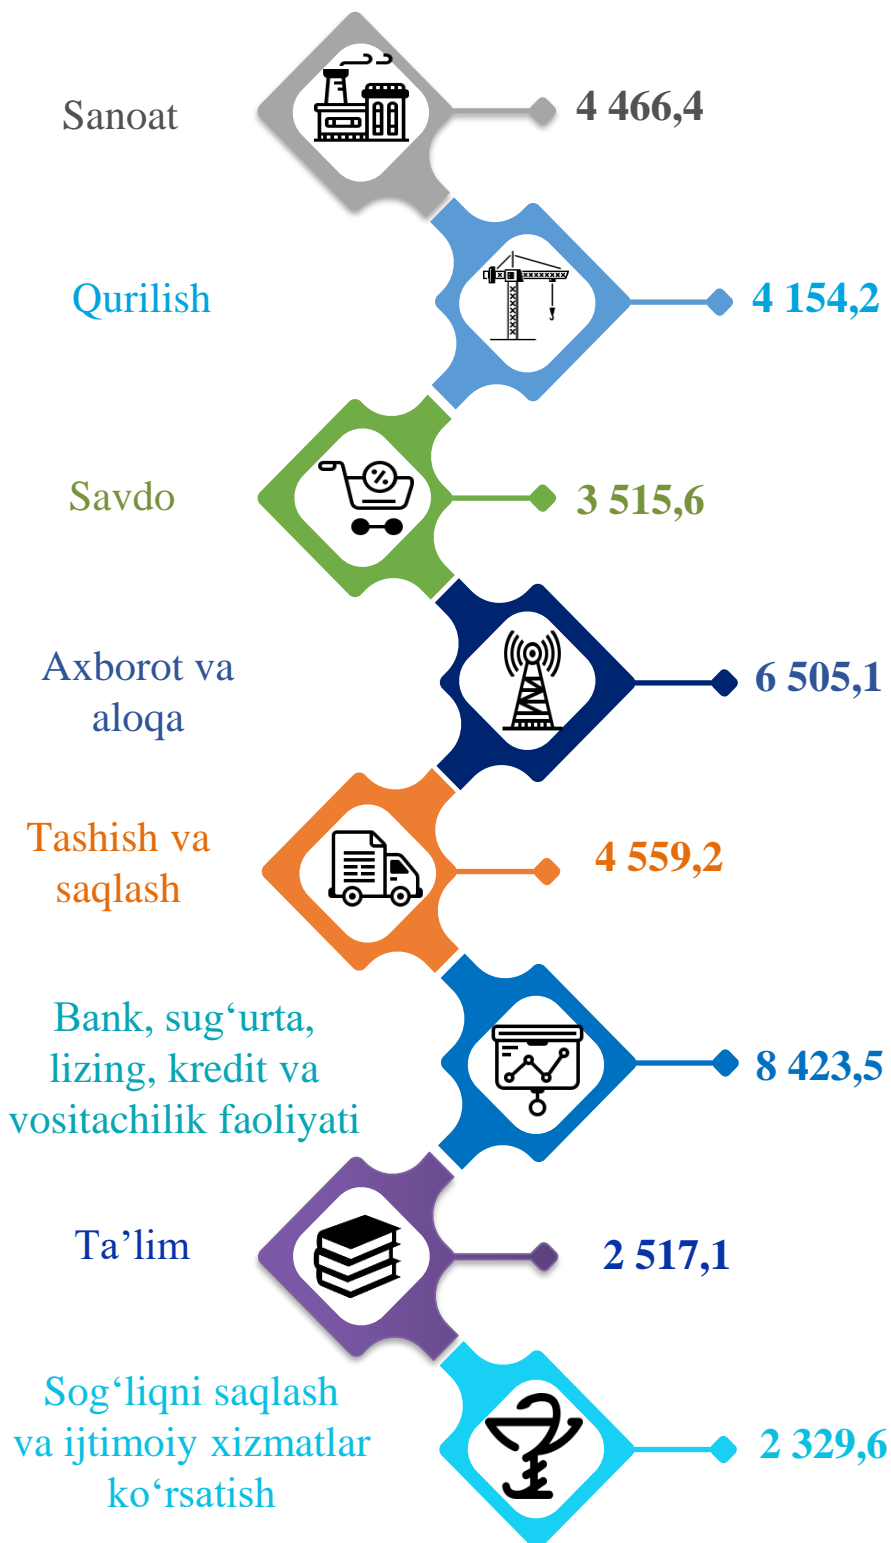 Sanoat
4 466,4
Qurilish
4 154,2
Savdo
3 515,6
Axborot va
aloqa
6 505,1
Tashish va
saqlash
4 559,2
Bank, sug‘urta,
lizing, kredit va
vositachilik faoliyati
8 423,5
Ta’lim
2 517,1
Sog‘liqni saqlash
va ijtimoiy xizmatlar
ko‘rsatish
2 329,6